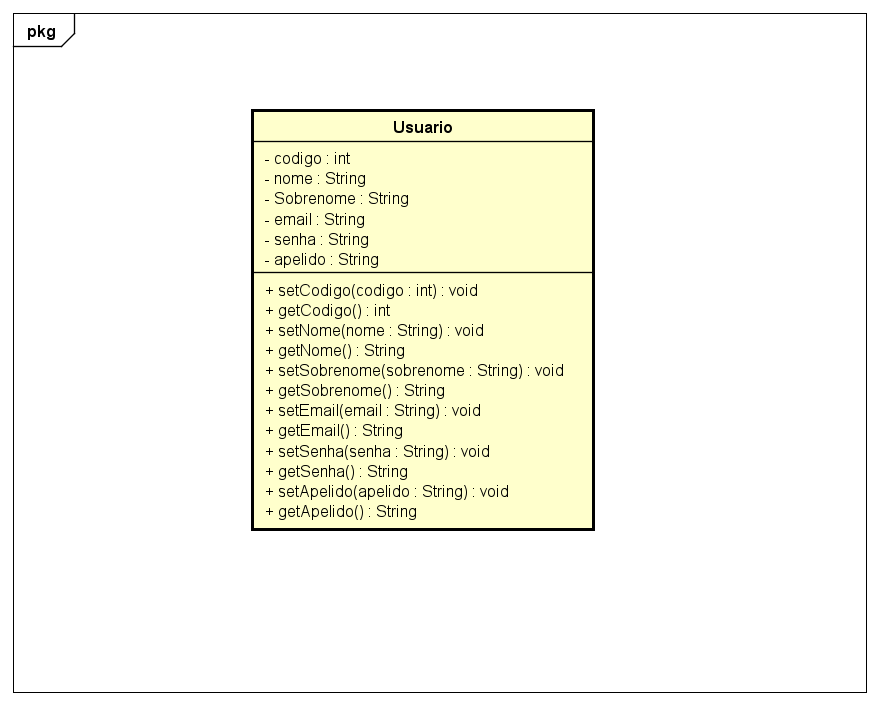 pkg
Usuario
- codigo : int
- nome : String
- Sobrenome : String
- email : String
- senha : String
- apelido : String
+ setCodigo(codigo : int) : void
+ getCodigo() : int
+ setNome(nome : String) : void
+ getNome() : String
+ setSobrenome(sobrenome : String) : void
+ getSobrenome() : String
+ setEmail(email : String) : void
+ getEmail() : String
+ setSenha(senha : String) : void
+ getSenha() : String
+ setApelido(apelido : String) : void
+ getApelido() : String